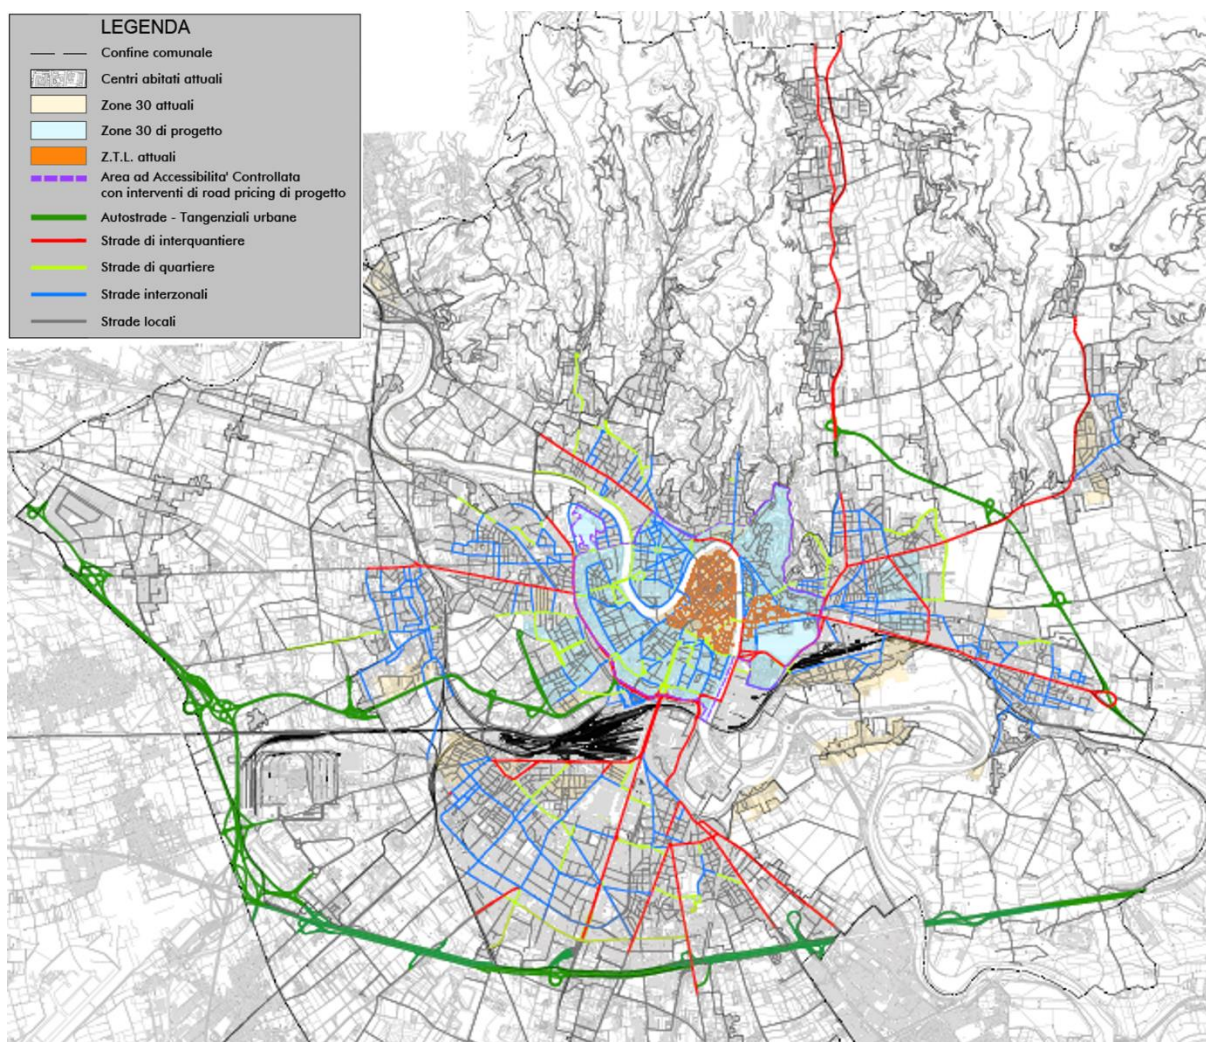 LEGENDA
Confine comunale
Centri abitati attuali
Zone 30 attuali
Zone 30 di progetto
Z.T.L. attuali
Area ad Accessibilita' Controllata
con interventi di road pricing di progetto
Autostrade - Tangenziali urbane
Strade di interquantiere
Strade di quartiere
Strade interzonali
Strade locali